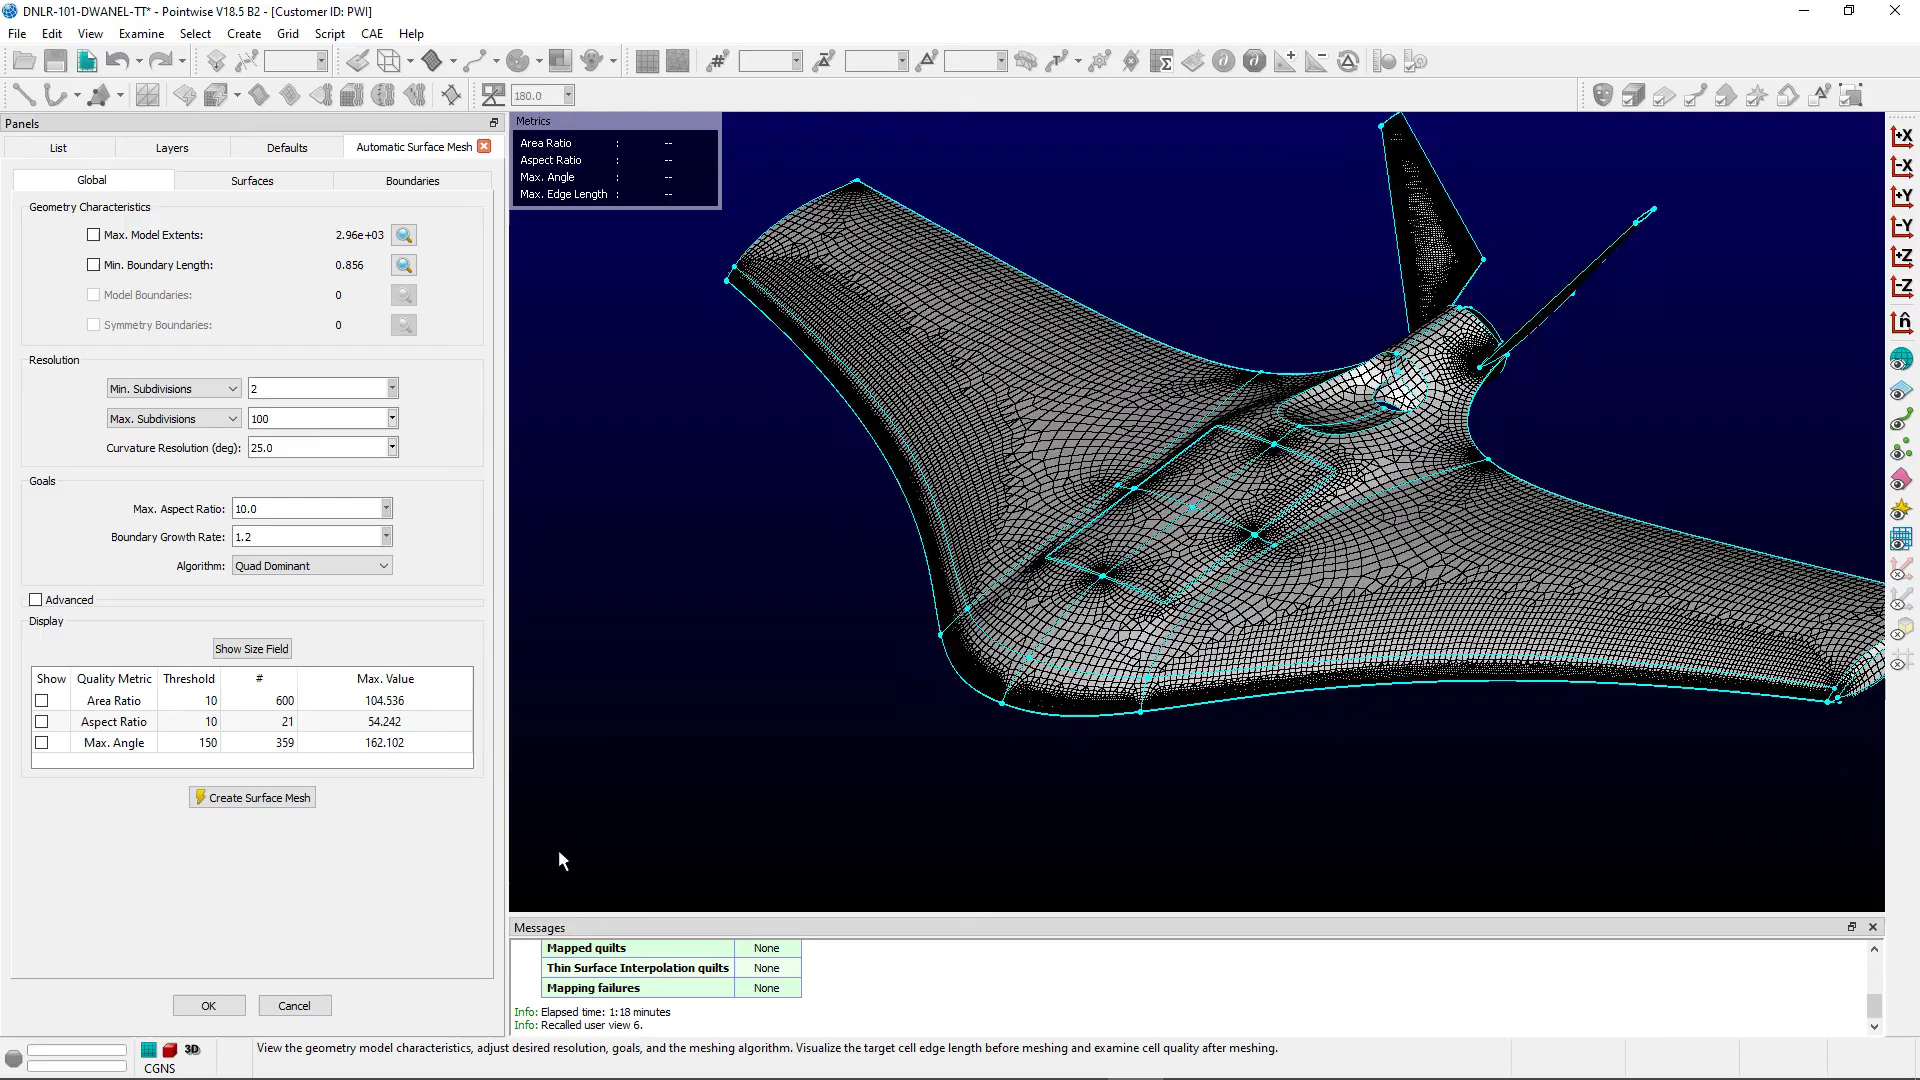 DNLR-101-DWANEL-TT* - Pointwise V18.5 B2 - [Customer ID: PWI]
File Edit View Examine Select Create Grid Script CAE Help
180.0
Panels
List Layers Defaults Automatic Surface Mesh
Global Surfaces Boundaries
Geometry Characteristics
Max. Model Extents: 2.96e+03
Min. Boundary Length: 0.856
Model Boundaries: 0
Symmetry Boundaries: 0
Resolution
Min. Subdivisions 2
Max. Subdivisions 100
Curvature Resolution (deg): 25.0
Goals
Max. Aspect Ratio: 10.0
Boundary Growth Rate: 1.2
Algorithm: Quad Dominant
Advanced
Display
Show Size Field
Show Quality Metric Threshold # Max. Value
Area Ratio 10 600 104.536
Aspect Ratio 10 21 54.242
Max. Angle 150 359 162.102
Create Surface Mesh
OK Cancel
Metrics
Area Ratio : --
Aspect Ratio : --
Max. Angle : --
Max. Edge Length : --
+X
-X
+Y
-Y
+Z
-Z
n̂
Messages
Mapped quilts None
Thin Surface Interpolation quilts None
Mapping failures None
Info: Elapsed time: 1:18 minutes
Info: Recalled user view 6.
3D
CGNS
View the geometry model characteristics, adjust desired resolution, goals, and the meshing algorithm. Visualize the target cell edge length before meshing and examine cell quality after meshing.